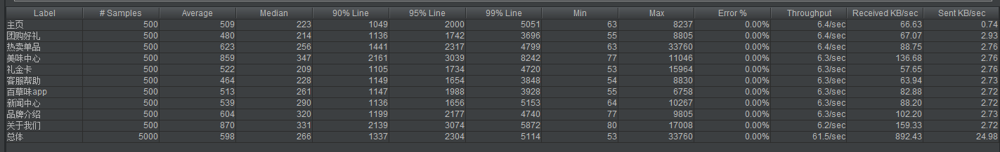 Label # Samples Average Median 90% Line 95% Line 99% Line Min Max Error % Throughput Received KB/sec Sent KB/sec
主页 500 509 223 1049 2000 5051 63 8237 0.00% 6.4/sec 66.63 0.74
团购好礼 500 480 214 1136 1742 3696 55 8805 0.00% 6.4/sec 67.07 2.93
热卖单品 500 623 256 1441 2317 4799 63 33760 0.00% 6.4/sec 88.75 2.76
美味中心 500 859 347 2161 3039 8242 77 11046 0.00% 6.3/sec 136.68 2.76
礼金卡 500 522 209 1105 1734 4720 53 15964 0.00% 6.3/sec 57.65 2.76
客服帮助 500 464 228 1149 1654 3848 54 8830 0.00% 6.3/sec 63.94 2.73
百草味app 500 513 261 1147 1988 3928 55 6758 0.00% 6.3/sec 82.88 2.72
新闻中心 500 539 290 1136 1656 5153 64 10267 0.00% 6.3/sec 88.20 2.72
品牌介绍 500 604 320 1199 2177 4740 77 9805 0.00% 6.3/sec 102.20 2.73
关于我们 500 870 331 2139 3074 5872 80 17008 0.00% 6.2/sec 159.33 2.72
总体 5000 598 266 1337 2304 5114 53 33760 0.00% 61.5/sec 892.43 24.98